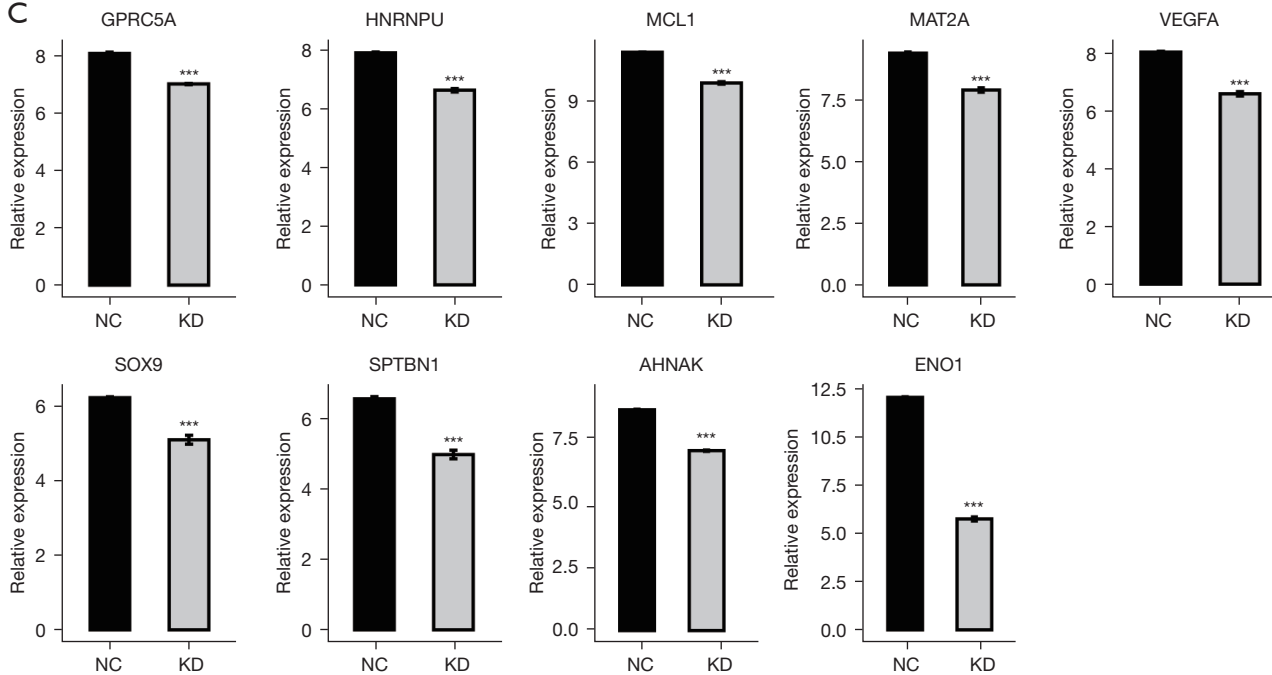 C
GPRC5A
HNRNPU
MCL1
MAT2A
VEGFA
Relative expression
8
6
4
2
0
***
NC
KD
Relative expression
8
6
4
2
0
***
NC
KD
Relative expression
9
6
3
0
***
NC
KD
Relative expression
7.5
5.0
2.5
0.0
***
NC
KD
Relative expression
8
6
4
2
0
***
NC
KD
SOX9
SPTBN1
AHNAK
ENO1
Relative expression
6
4
2
0
***
NC
KD
Relative expression
6
4
2
0
***
NC
KD
Relative expression
7.5
5.0
2.5
0.0
***
NC
KD
Relative expression
12.5
10.5
7.5
5.0
2.5
0.0
***
NC
KD